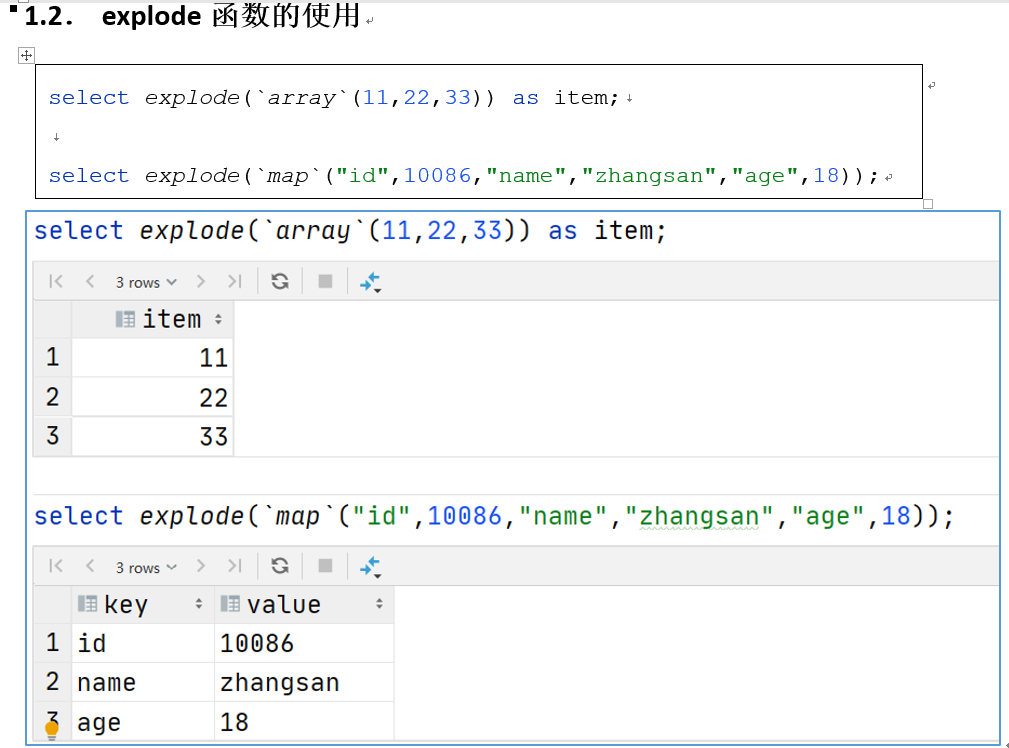 1.2. explode 函数的使用
select explode(`array`(11,22,33)) as item;
select explode(`map`("id",10086,"name","zhangsan","age",18));
select explode(`array`(11,22,33)) as item;
3 rows
item
1 11
2 22
3 33
select explode(`map`("id",10086,"name","zhangsan","age",18));
3 rows
key value
1 id 10086
2 name zhangsan
3 age 18